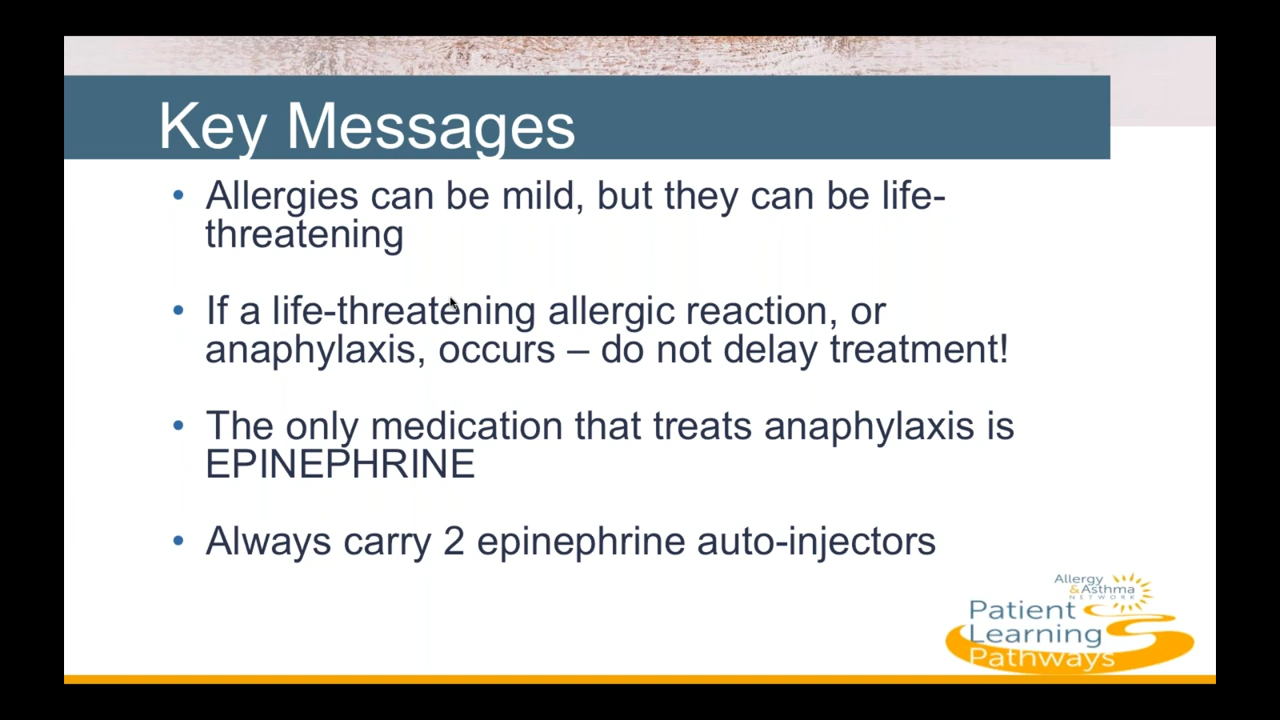 Key Messages
• Allergies can be mild, but they can be life-
threatening
• If a life-threatening allergic reaction, or
anaphylaxis, occurs – do not delay treatment!
• The only medication that treats anaphylaxis is
EPINEPHRINE
• Always carry 2 epinephrine auto-injectors
Allergy
&Asthma
NETWORK
Patient
Learning
Pathways